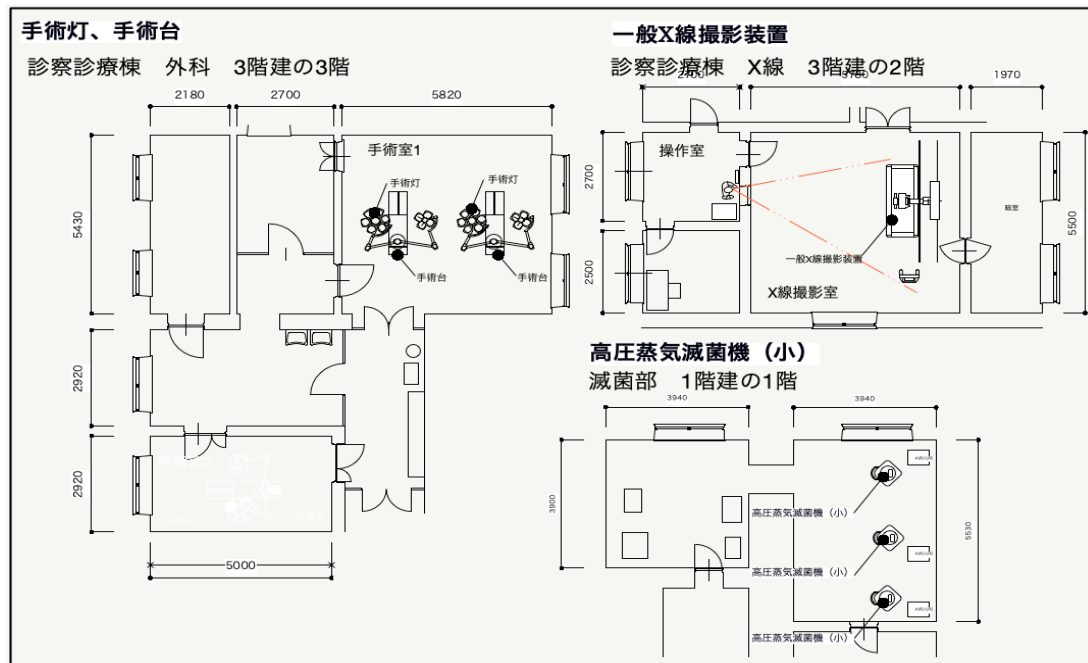 手術灯、手術台
診察診療棟　外科　3階建の3階
2180
2700
5820
5430
2920
2920
5000
手術室1
手術灯
手術灯
手術台
手術台
手術室2
一般X線撮影装置
診察診療棟　X線　3階建の2階
2700
1970
2700
2500
5500
操作室
暗室
一般X線撮影装置
X線撮影室
高圧蒸気滅菌機（小）
滅菌部　1階建の1階
3940
3940
3900
5530
高圧蒸気滅菌機（小）
高圧蒸気滅菌機（小）
高圧蒸気滅菌機（小）